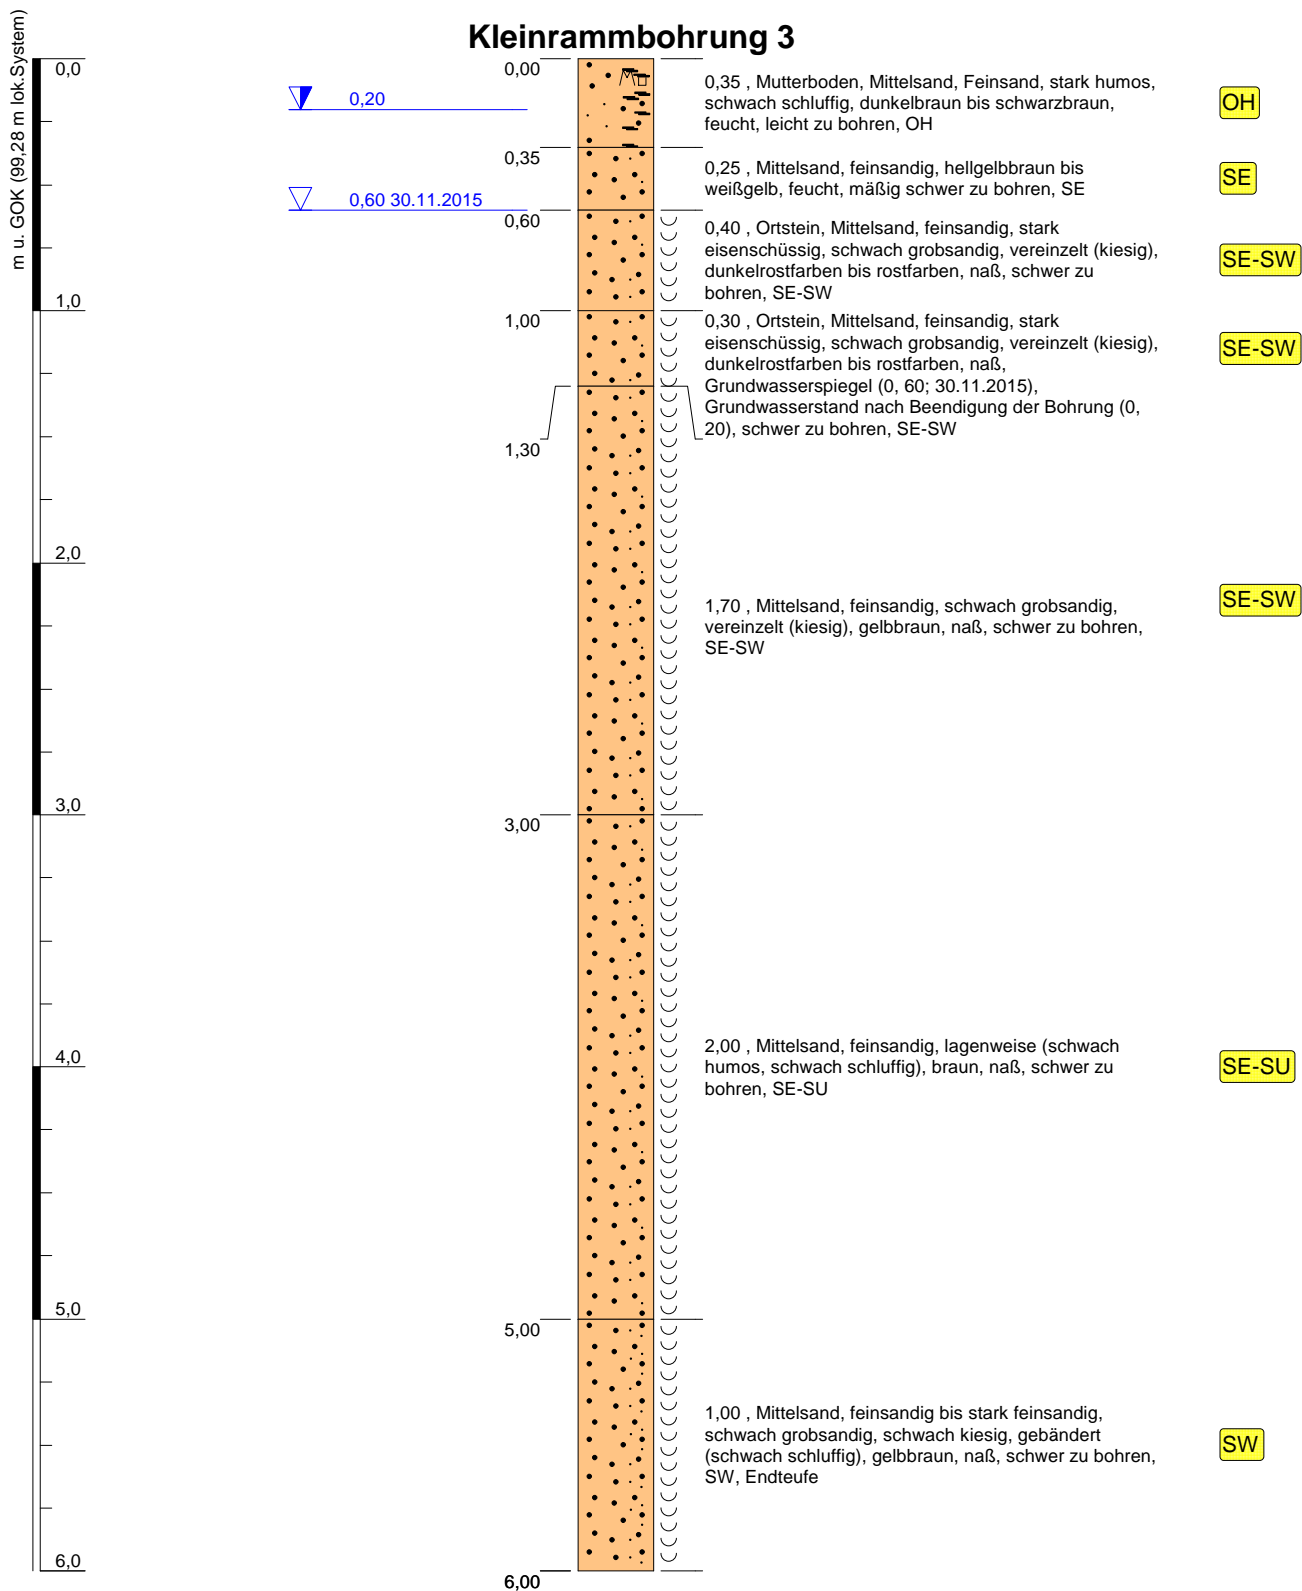 Kleinrammbohrung 3
m u. GOK (99,28 m lok.System)
0,0
1,0
2,0
3,0
4,0
5,0
6,0
0,20
0,60 30.11.2015
0,00
0,35
0,60
1,00
1,30
3,00
5,00
6,00
0,35 , Mutterboden, Mittelsand, Feinsand, stark humos,
schwach schluffig, dunkelbraun bis schwarzbraun,
feucht, leicht zu bohren, OH
OH
0,25 , Mittelsand, feinsandig, hellgelbbraun bis
weißgelb, feucht, mäßig schwer zu bohren, SE
SE
0,40 , Ortstein, Mittelsand, feinsandig, stark
eisenschüssig, schwach grobsandig, vereinzelt (kiesig),
dunkelrostfarben bis rostfarben, naß, schwer zu
bohren, SE-SW
SE-SW
0,30 , Ortstein, Mittelsand, feinsandig, stark
eisenschüssig, schwach grobsandig, vereinzelt (kiesig),
dunkelrostfarben bis rostfarben, naß,
Grundwasserspiegel (0, 60; 30.11.2015),
Grundwasserstand nach Beendigung der Bohrung (0,
20), schwer zu bohren, SE-SW
SE-SW
1,70 , Mittelsand, feinsandig, schwach grobsandig,
vereinzelt (kiesig), gelbbraun, naß, schwer zu bohren,
SE-SW
SE-SW
2,00 , Mittelsand, feinsandig, lagenweise (schwach
humos, schwach schluffig), braun, naß, schwer zu
bohren, SE-SU
SE-SU
1,00 , Mittelsand, feinsandig bis stark feinsandig,
schwach grobsandig, schwach kiesig, gebändert
(schwach schluffig), gelbbraun, naß, schwer zu bohren,
SW, Endteufe
SW